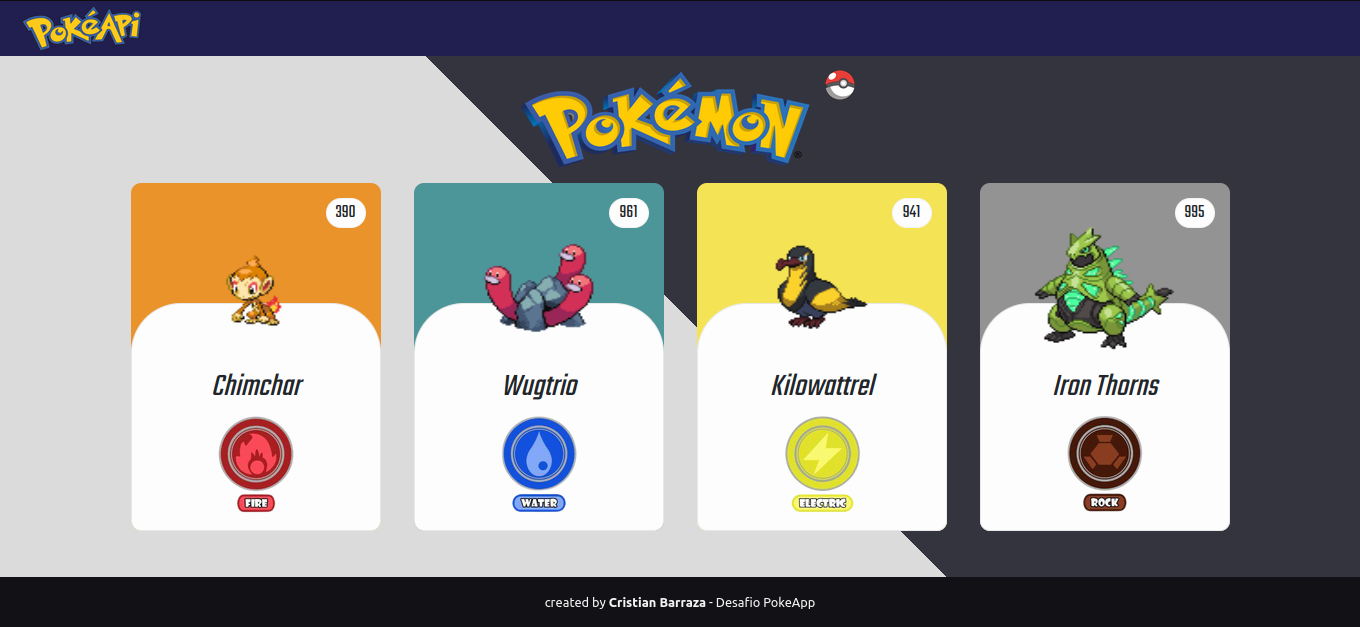 PokéAPi
POKéMON
390
961
941
995
Chimchar
Wugtrio
Kilowattrel
Iron Thorns
FIRE
WATER
ELECTRIC
ROCK
created by Cristian Barraza - Desafio PokeApp